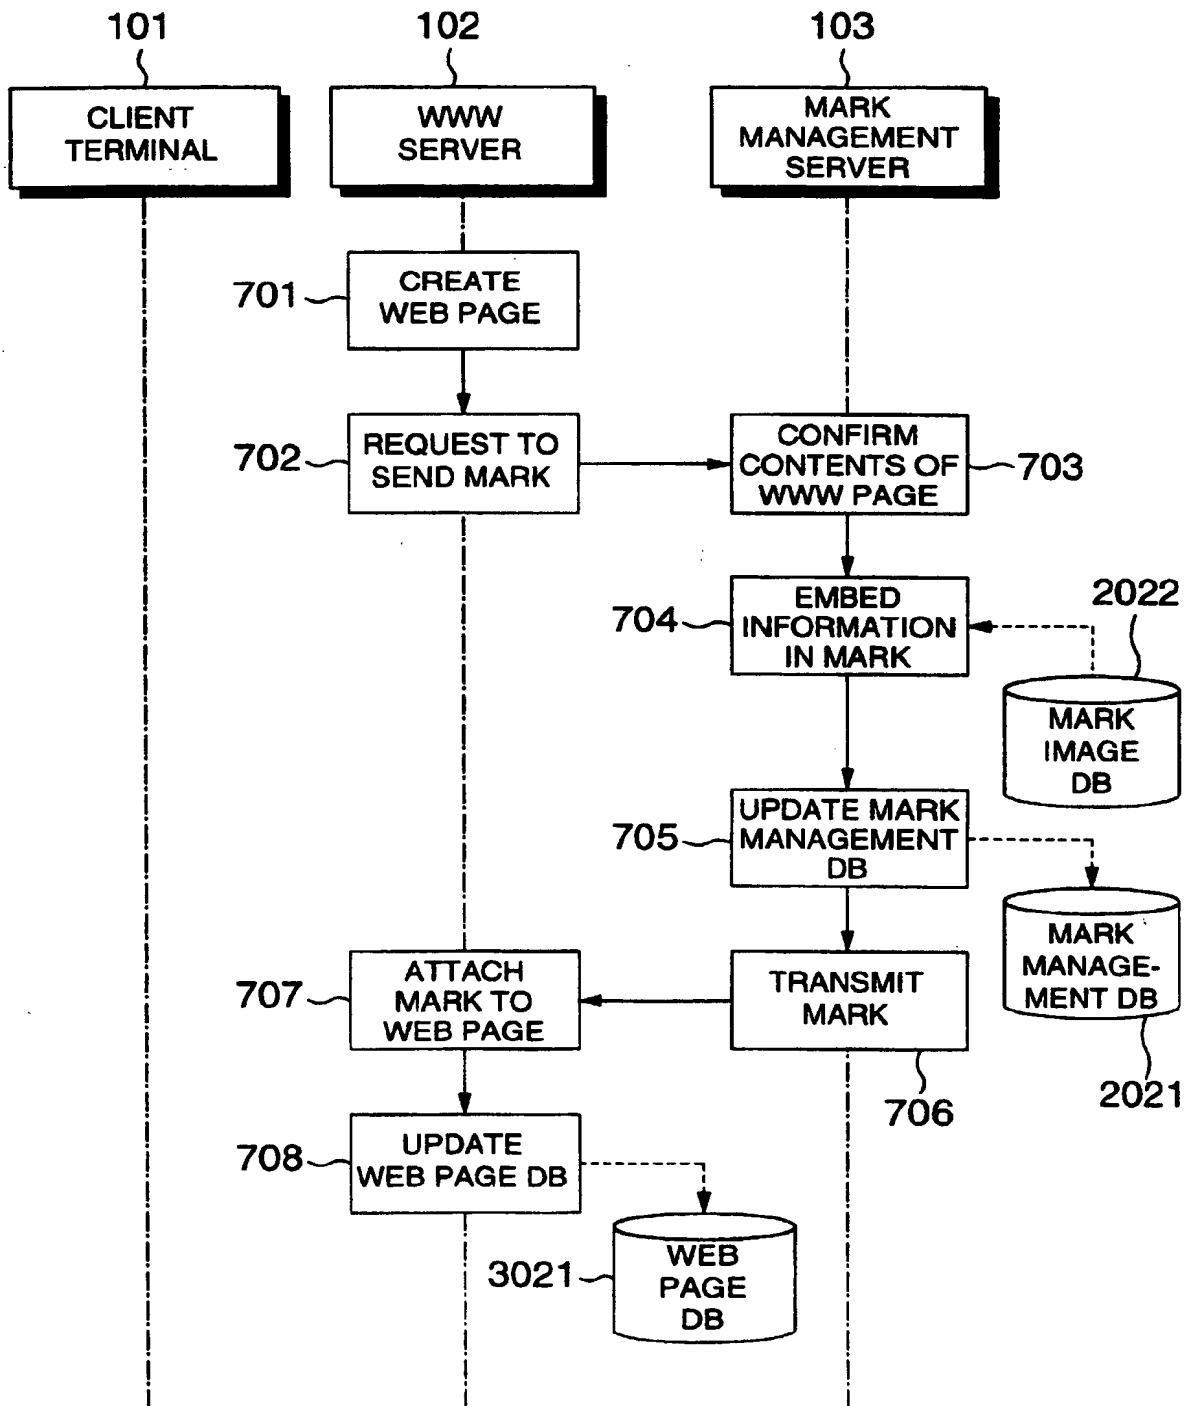 101
102
103
CLIENT
TERMINAL
WWW
SERVER
MARK
MANAGEMENT
SERVER
701
CREATE
WEB PAGE
702
REQUEST TO
SEND MARK
CONFIRM
CONTENTS OF
WWW PAGE
703
704
EMBED
INFORMATION
IN MARK
2022
MARK
IMAGE
DB
705
UPDATE MARK
MANAGEMENT
DB
MARK
MANAGE-
MENT DB
2021
707
ATTACH
MARK TO
WEB PAGE
TRANSMIT
MARK
706
708
UPDATE
WEB PAGE DB
3021
WEB
PAGE
DB